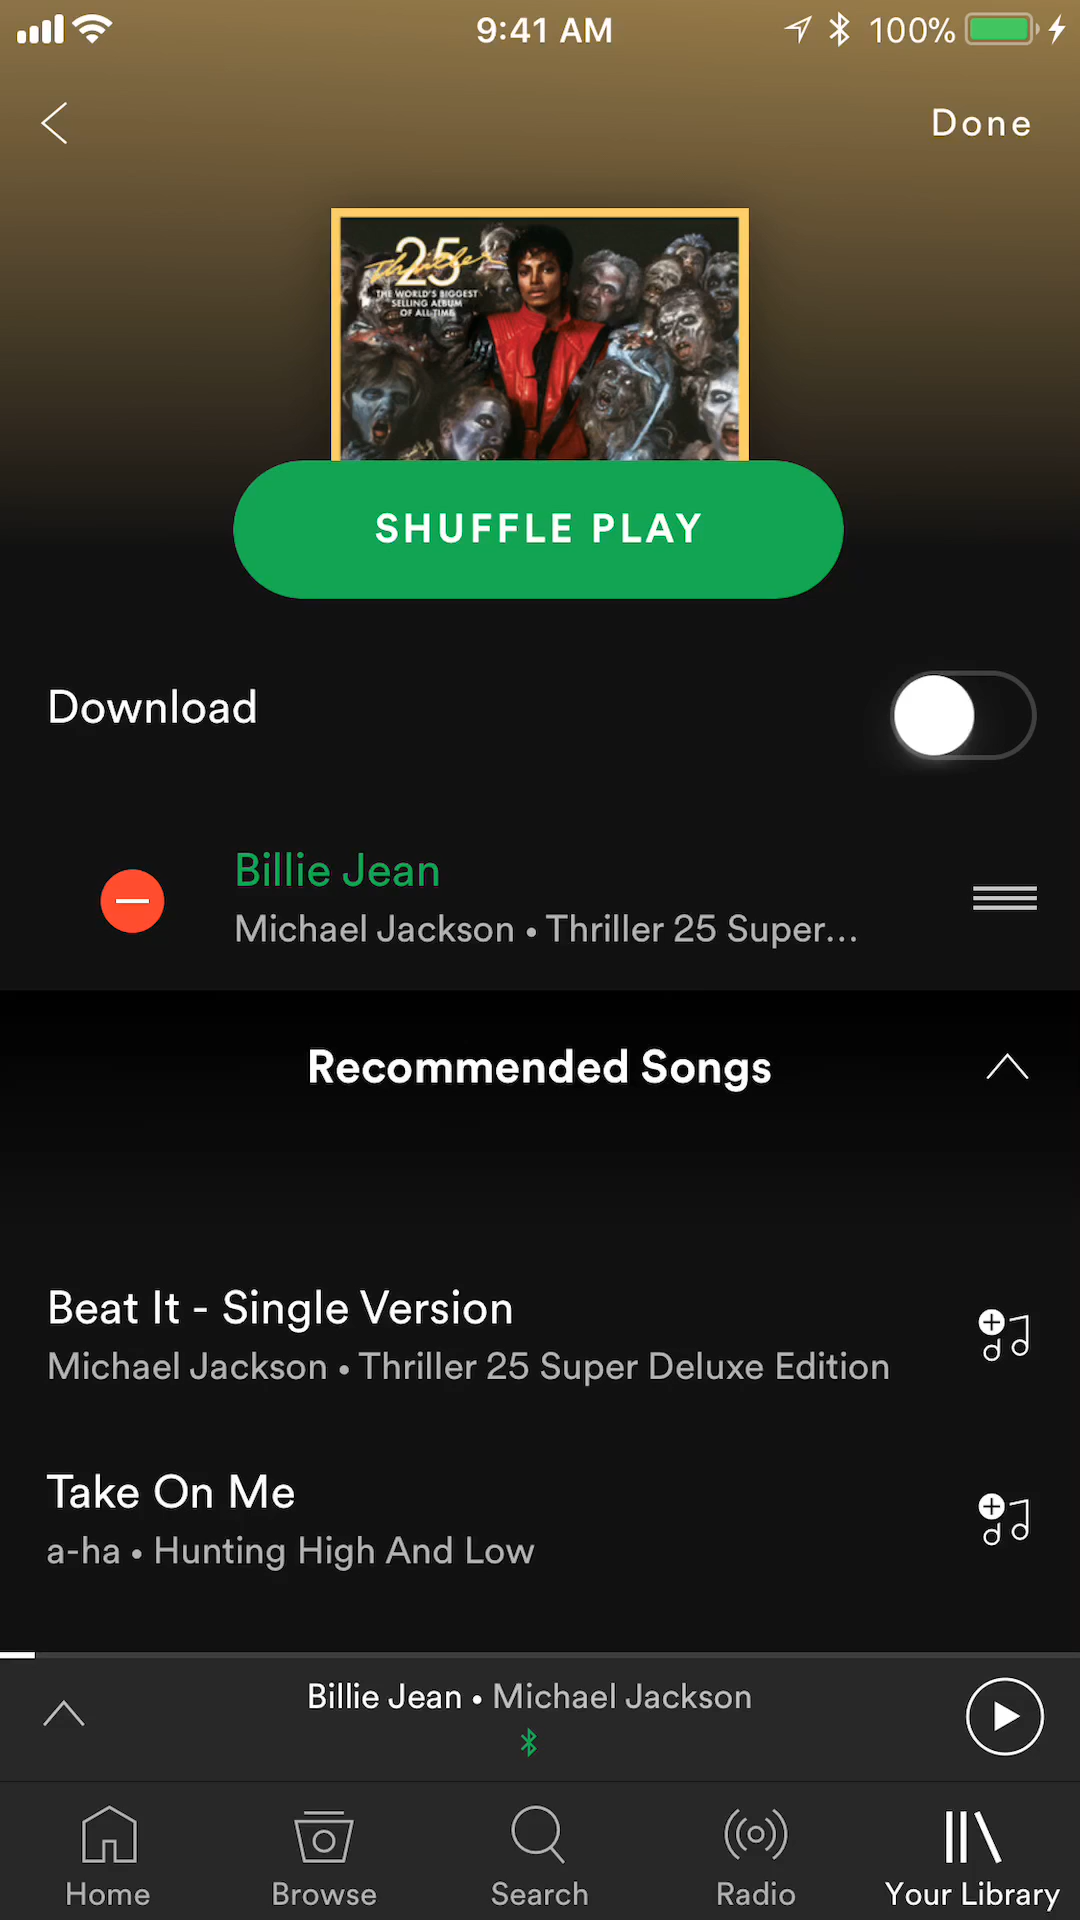 9:41 AM
100%
Done
25
Thriller
THE WORLD'S BIGGEST
SELLING ALBUM
OF ALL TIME
SHUFFLE PLAY
Download
Billie Jean
Michael Jackson • Thriller 25 Super...
Recommended Songs
Beat It - Single Version
Michael Jackson • Thriller 25 Super Deluxe Edition
Take On Me
a-ha • Hunting High And Low
Billie Jean • Michael Jackson
Home
Browse
Search
Radio
Your Library